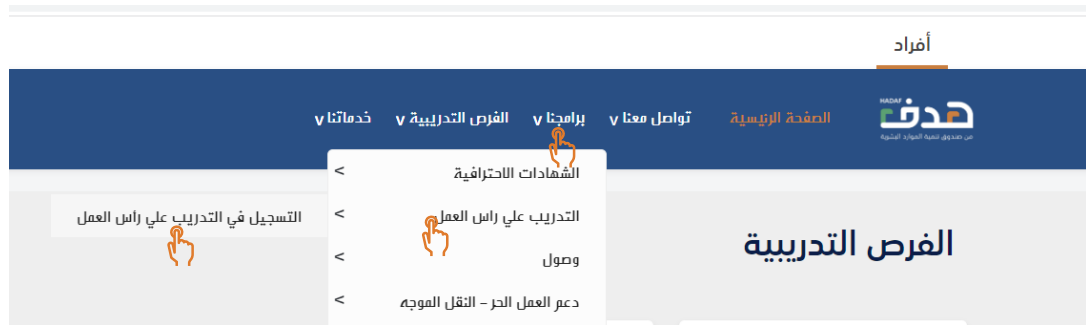 أفراد
HADAF
هدف
من صندوق تنمية الموارد البشرية
الصفحة الرئيسية
تواصل معنا v
برامجنا v
الفرص التدريبية v
خدماتنا v
الشهادات الاحترافية >
التدريب علي راس العمل >
التسجيل في التدريب علي راس العمل
وصول >
دعم العمل الحر – النقل الموجه >
الفرص التدريبية